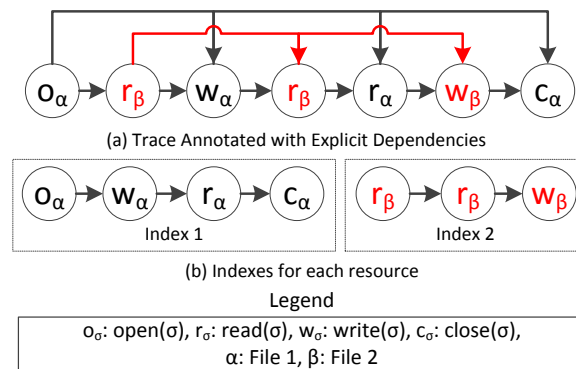 oα rβ wα rβ rα wβ cα
(a) Trace Annotated with Explicit Dependencies
oα wα rα cα rβ rβ wβ
Index 1 Index 2
(b) Indexes for each resource
Legend
oσ: open(σ), rσ: read(σ), wσ: write(σ), cσ: close(σ),
α: File 1, β: File 2